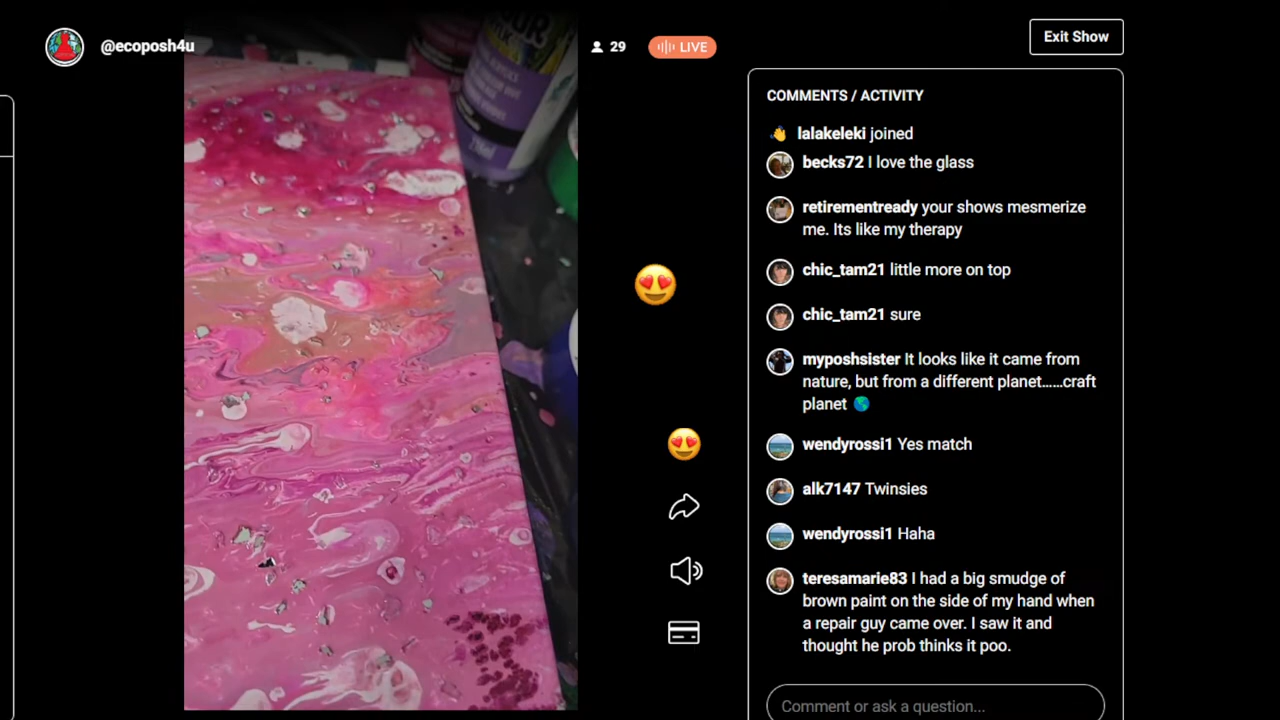 @ecoposh4u
29
LIVE
Exit Show
COMMENTS / ACTIVITY
lalakeleki joined
becks72 I love the glass
retirementready your shows mesmerize
me. Its like my therapy
chic_tam21 little more on top
chic_tam21 sure
myposhsister It looks like it came from
nature, but from a different planet......craft
planet 🌎
wendyrossi1 Yes match
alk7147 Twinsies
wendyrossi1 Haha
teresamarie83 I had a big smudge of
brown paint on the side of my hand when
a repair guy came over. I saw it and
thought he prob thinks it poo.
Comment or ask a question...